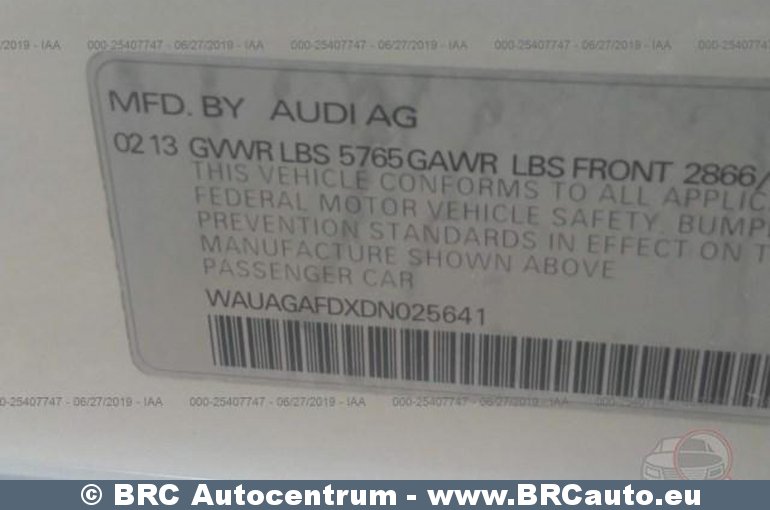 /2019 - IAA 000-25407747 - 06/27/2019 - IAA 000-25407747 - 06/27/2019 - IAA 000-25407747 - 06/27/2019 - IAA 000-25407747
MFD. BY AUDI AG
02 13 GVWR LBS 5765 GAWR LBS FRONT 2866/
THIS VEHICLE CONFORMS TO ALL APPLIC
FEDERAL MOTOR VEHICLE SAFETY, BUMP
PREVENTION STANDARDS IN EFFECT ON T
MANUFACTURE SHOWN ABOVE
PASSENGER CAR
WAUAGAFDXDN025641
0-25407747 - 06/27/2019 - IAA 000-25407747 - 06/27/2019 - IAA 000-25407747 - 06/27/2019 - IAA 000-25407747 - 06/27
© BRC Autocentrum - www.BRCauto.eu